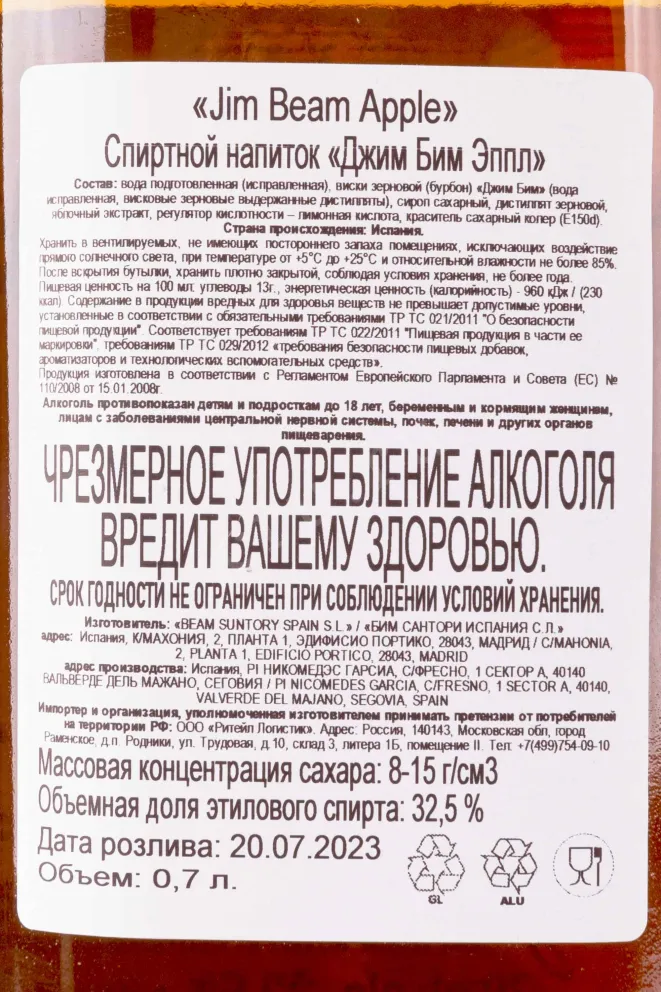 «Jim Beam Apple»
Спиртной напиток «Джим Бим Эппл»
Состав: вода подготовленная (исправленная), виски зерновой (бурбон) «Джим Бим» (вода
исправленная, висковые зерновые выдержанные дистилляты), сироп сахарный, дистиллят зерновой,
яблочный экстракт, регулятор кислотности – лимонная кислота, краситель сахарный колер (E150d).
Страна происхождения: Испания.
Хранить в вентилируемых, не имеющих постороннего запаха помещениях, исключающих воздействие
прямого солнечного света, при температуре от +5°С до +25°С и относительной влажности не более 85%.
После вскрытия бутылки, хранить плотно закрытой, соблюдая условия хранения, не более года.
Пищевая ценность на 100 мл: углеводы 13г., энергетическая ценность (калорийность) - 960 кДж / (230
ккал). Содержание в продукции вредных для здоровья веществ не превышает допустимые уровни,
установленные в соответствии с обязательными требованиями ТР ТС 021/2011 "О безопасности
пищевой продукции". Соответствует требованиям ТР ТС 022/2011 "Пищевая продукция в части ее
маркировки", требованиям ТР ТС 029/2012 «требования безопасности пищевых добавок,
ароматизаторов и технологических вспомогательных средств».
Продукция изготовлена в соответствии с Регламентом Европейского Парламента и Совета (ЕС) №
110/2008 от 15.01.2008г.
Алкоголь противопоказан детям и подросткам до 18 лет, беременным и кормящим женщинам,
лицам с заболеваниями центральной нервной системы, почек, печени и других органов
пищеварения.
ЧРЕЗМЕРНОЕ УПОТРЕБЛЕНИЕ АЛКОГОЛЯ
ВРЕДИТ ВАШЕМУ ЗДОРОВЬЮ.
СРОК ГОДНОСТИ НЕ ОГРАНИЧЕН ПРИ СОБЛЮДЕНИИ УСЛОВИЙ ХРАНЕНИЯ.
Изготовитель: «BEAM SUNTORY SPAIN S.L.» / «БИМ САНТОРИ ИСПАНИЯ С.Л.»
адрес: Испания, К/МАХОНИЯ, 2, ПЛАНТА 1, ЭДИФИСИО ПОРТИКО, 28043, МАДРИД / C/MAHONIA,
2, PLANTA 1, EDIFICIO PORTICO, 28043, MADRID
адрес производства: Испания, PI НИКОМЕДЭС ГАРСИА, С/ФРЕСНО, 1 СЕКТОР А, 40140
ВАЛЬВЕРДЕ ДЕЛЬ МАЖАНО, СЕГОВИЯ / PI NICOMEDES GARCIA, C/FRESNO, 1 SECTOR A, 40140,
VALVERDE DEL MAJANO, SEGOVIA, SPAIN
Импортер и организация, уполномоченная изготовителем принимать претензии от потребителей
на территории РФ: ООО «Ритейл Логистик». Адрес: Россия, 140143, Московская обл, город
Раменское, д.п. Родники, ул. Трудовая, д.10, склад 3, литера 1Б, помещение II. Тел: +7(499)754-09-10
Массовая концентрация сахара: 8-15 г/см3
Объемная доля этилового спирта: 32,5 %
Дата розлива: 20.07.2023
Объем: 0,7 л.
GL
ALU